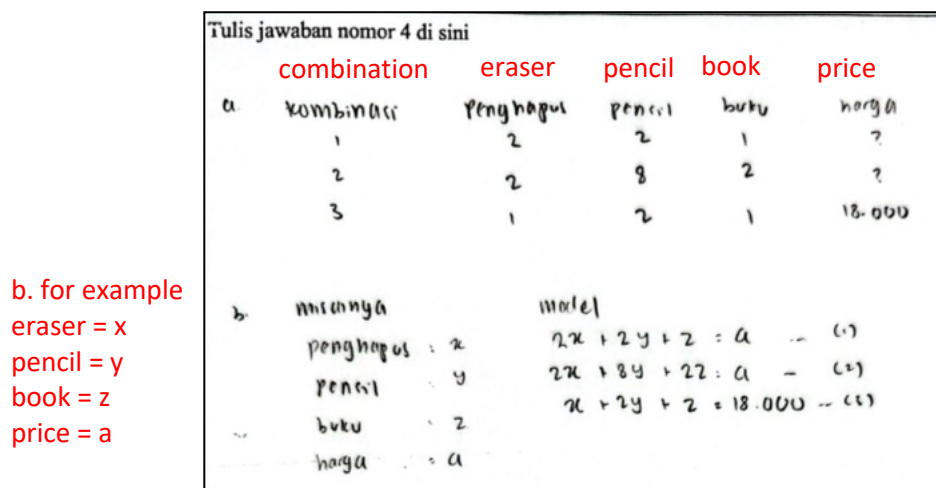 Tulis jawaban nomor 4 di sini
combination eraser pencil book price
a. kombinasi penghapus pensil buku harga
1 2 2 1 ?
2 2 8 2 ?
3 1 2 1 18.000
b. for example
eraser = x
pencil = y
book = z
price = a
b. misalnya model
penghapus : x 2x + 2y + z = a -- (1)
pensil : y 2x + 8y + 2z = a - (2)
buku : z x + 2y + z = 18.000 -- (3)
harga : a